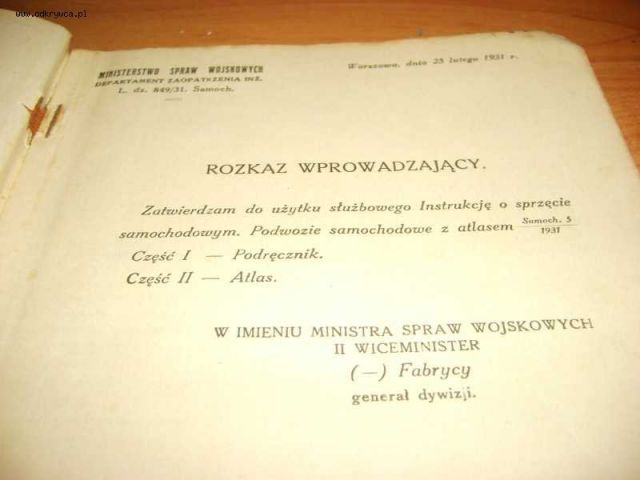 www.odkrywca.pl
MINISTERSTWO SPRAW WOJSKOWYCH
DEPARTAMENT ZAOPATRZENIA INŻ.
L. dz. 849/31. Samoch.
Warszawa, dnia 25 lutego 1931 r.
ROZKAZ WPROWADZAJĄCY.
Zatwierdzam do użytku służbowego Instrukcję o sprzęcie
samochodowym. Podwozie samochodowe z atlasem Samoch. 5
1931
Część I — Podręcznik.
Część II — Atlas.
W IMIENIU MINISTRA SPRAW WOJSKOWYCH
II WICEMINISTER
(—) Fabrycy
generał dywizji.